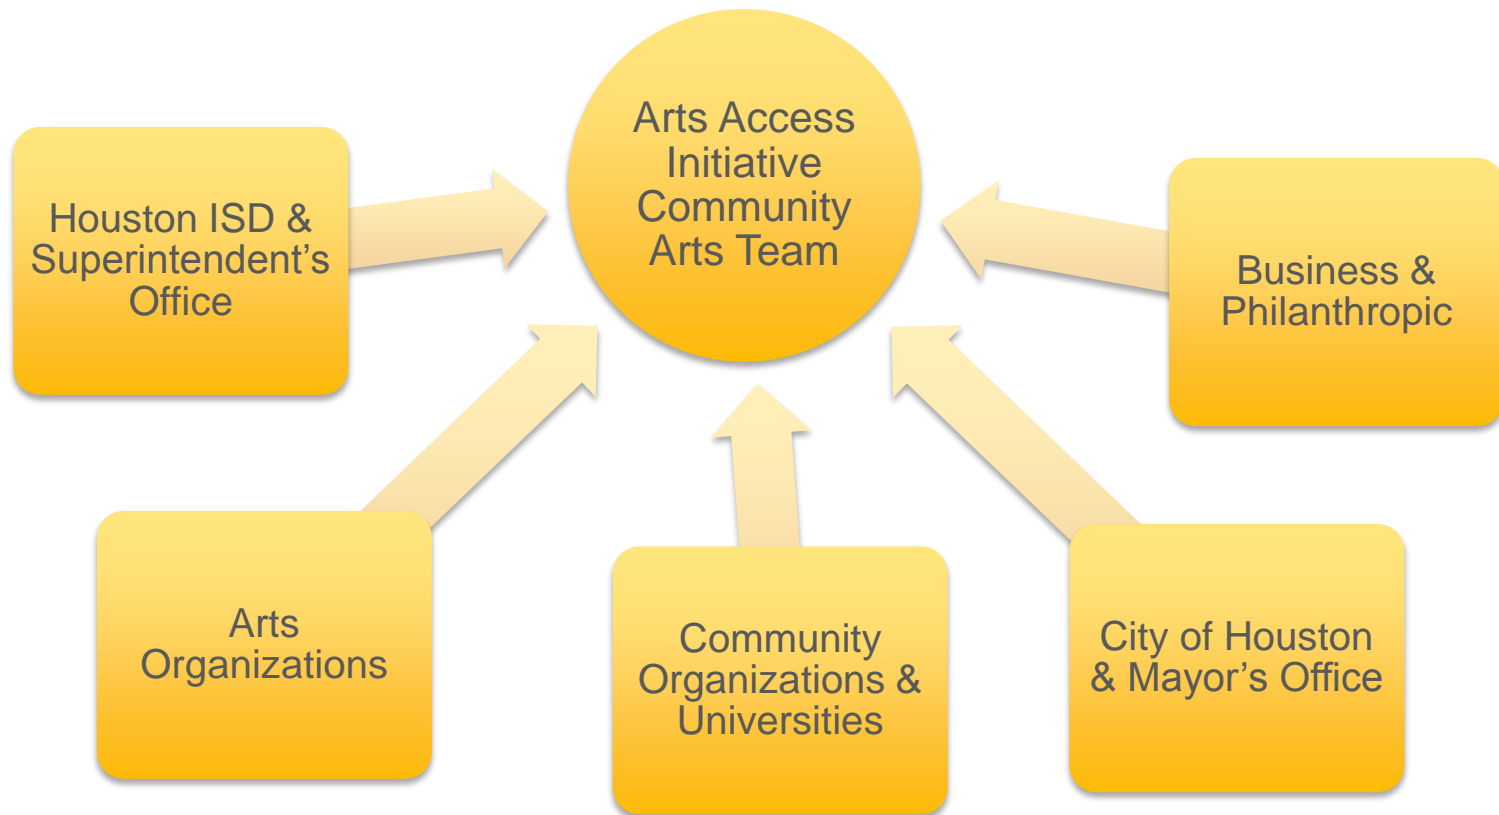 Arts Access
Initiative
Community
Arts Team
Houston ISD &
Superintendent’s
Office
Business &
Philanthropic
Arts
Organizations
Community
Organizations &
Universities
City of Houston
& Mayor’s Office